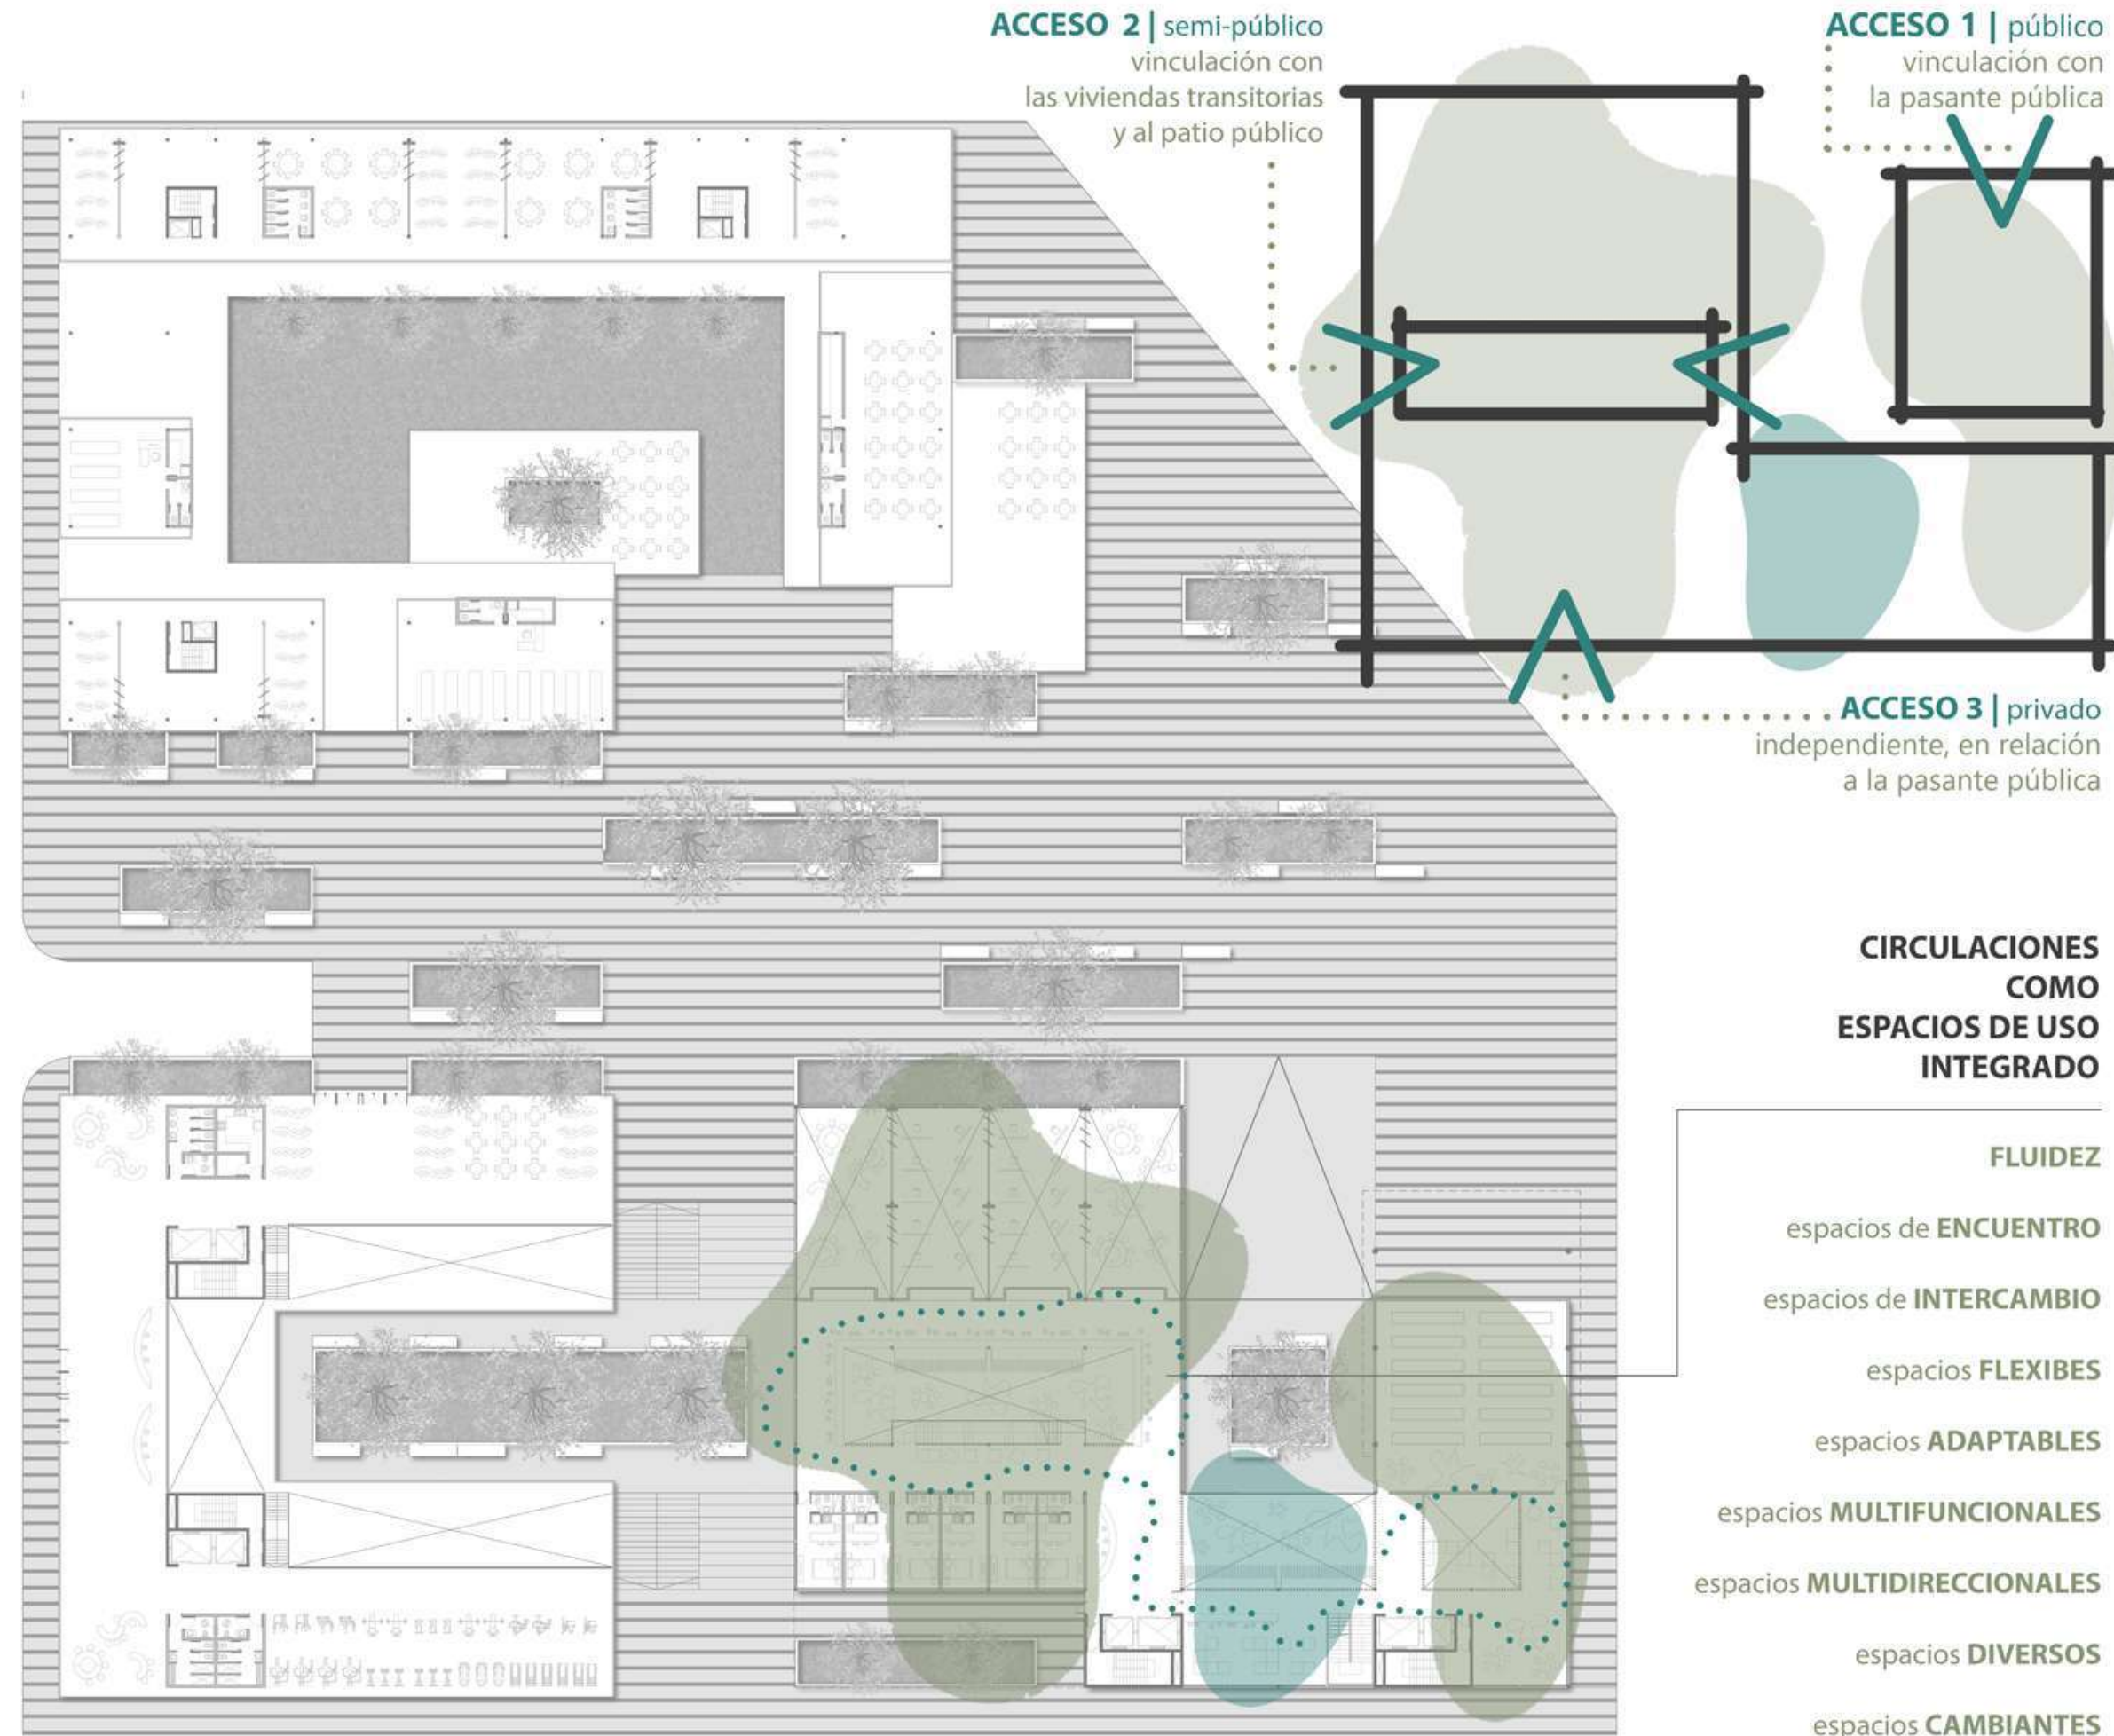 ACCESO 2 | semi-público
vinculación con
las viviendas transitorias
y al patio público
ACCESO 1 | público
vinculación con
la pasante pública
ACCESO 3 | privado
independiente, en relación
a la pasante pública
CIRCULACIONES
COMO
ESPACIOS DE USO
INTEGRADO
FLUIDEZ
espacios de ENCUENTRO
espacios de INTERCAMBIO
espacios FLEXIBES
espacios ADAPTABLES
espacios MULTIFUNCIONALES
espacios MULTIDIRECCIONALES
espacios DIVERSOS
espacios CAMBIANTES